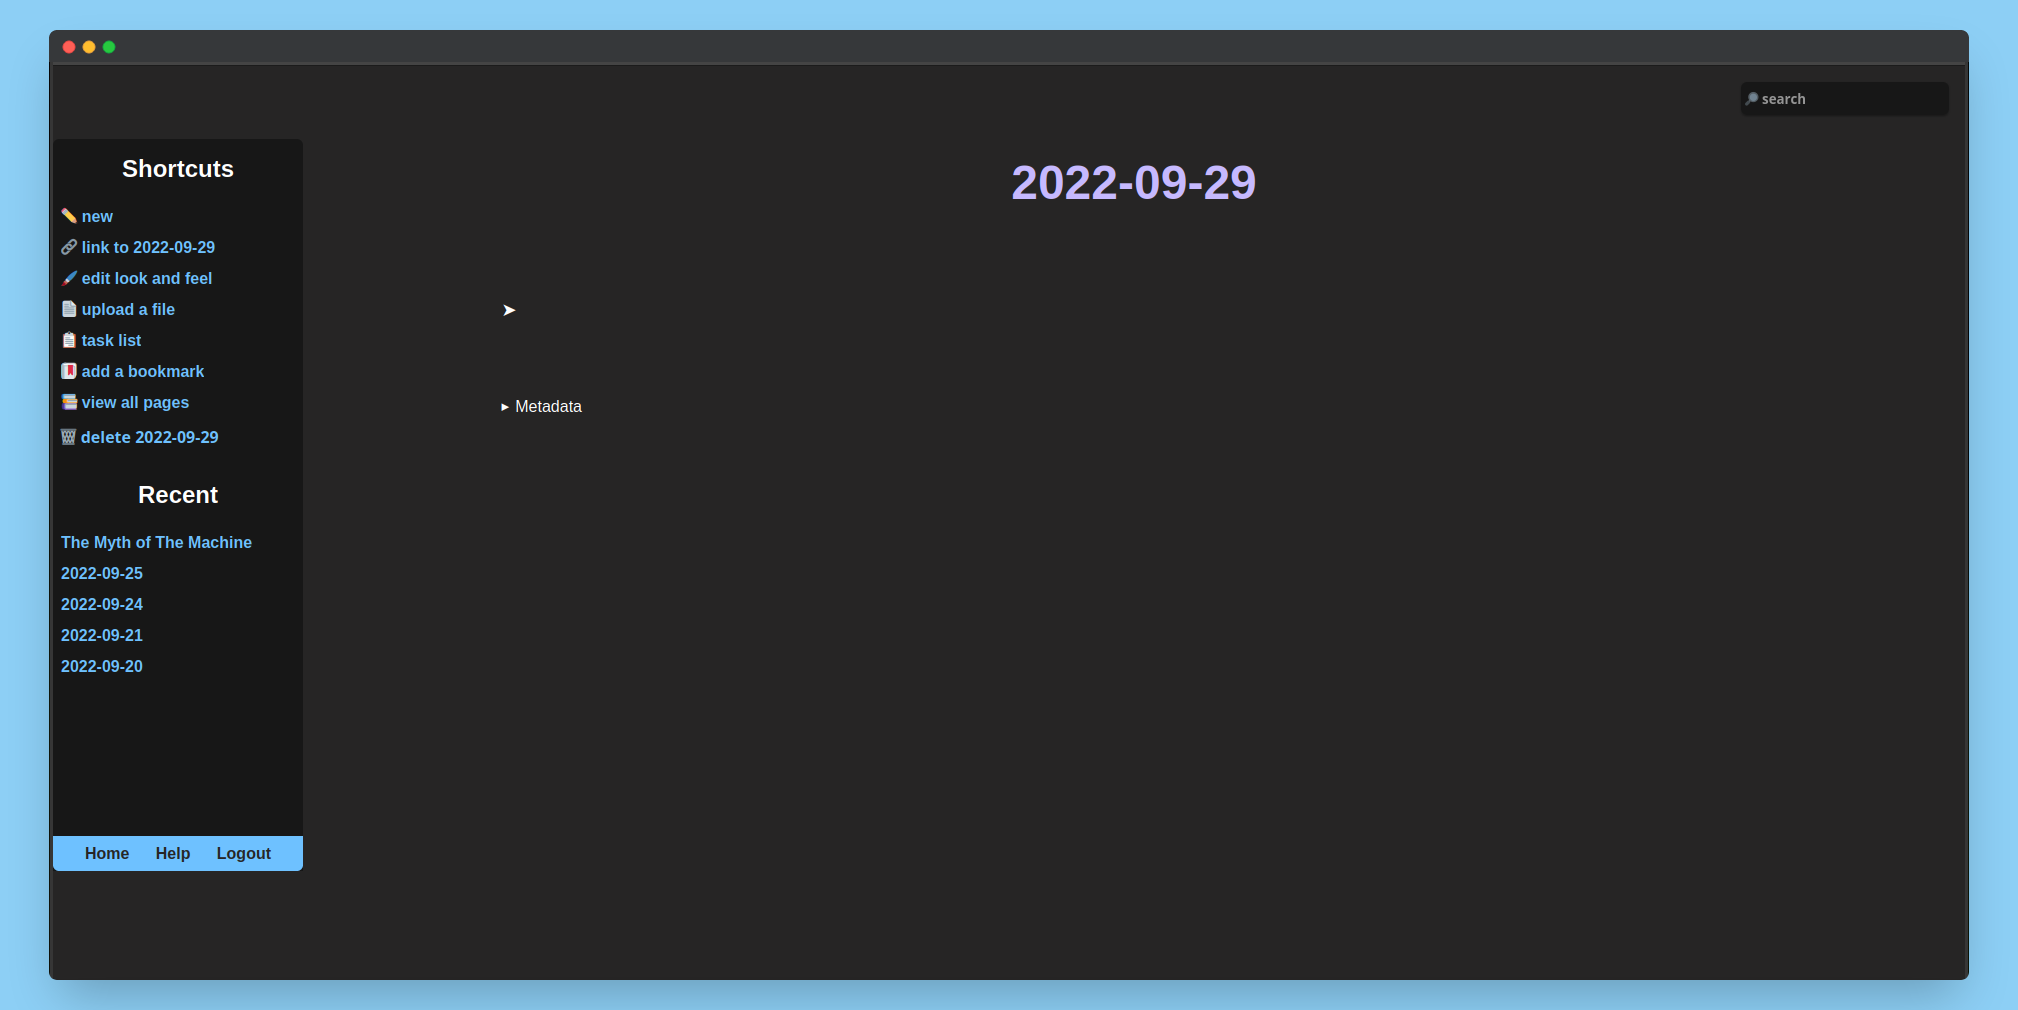 search
Shortcuts
new
link to 2022-09-29
edit look and feel
upload a file
task list
add a bookmark
view all pages
delete 2022-09-29
Recent
The Myth of The Machine
2022-09-25
2022-09-24
2022-09-21
2022-09-20
Home Help Logout
2022-09-29
➤
▸ Metadata